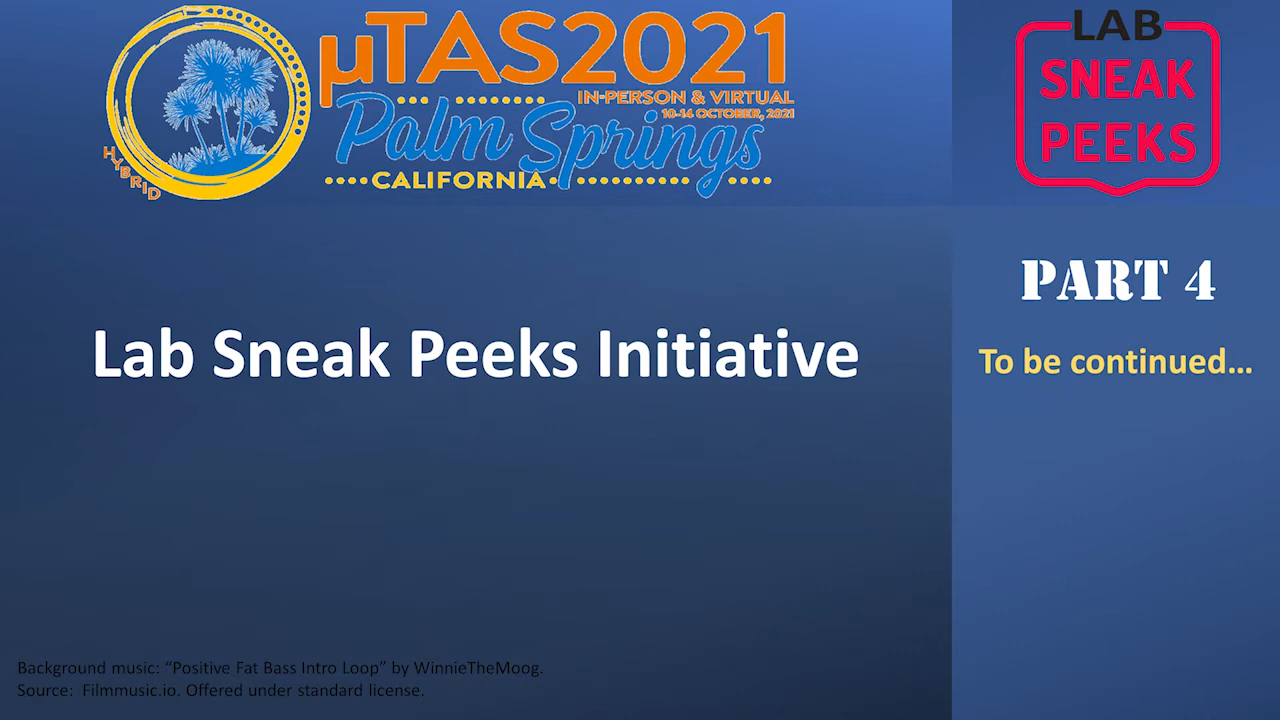 HYBRID
µTAS2021
IN-PERSON & VIRTUAL
10-14 OCTOBER, 2021
Palm Springs
CALIFORNIA
LAB
SNEAK
PEEKS
PART 4
To be continued...
Lab Sneak Peeks Initiative
Background music: “Positive Fat Bass Intro Loop” by WinnieTheMoog.
Source:  Filmmusic.io. Offered under standard license.